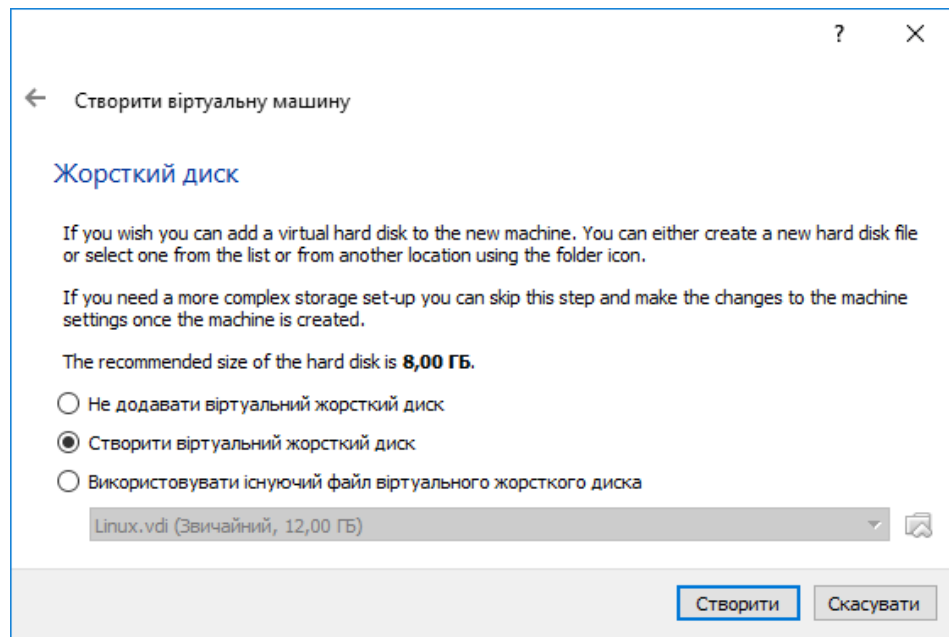 ?
Створити віртуальну машину
Жорсткий диск
If you wish you can add a virtual hard disk to the new machine. You can either create a new hard disk file
or select one from the list or from another location using the folder icon.
If you need a more complex storage set-up you can skip this step and make the changes to the machine
settings once the machine is created.
The recommended size of the hard disk is 8,00 ГБ.
Не додавати віртуальний жорсткий диск
Створити віртуальний жорсткий диск
Використовувати існуючий файл віртуального жорсткого диска
Linux.vdi (Звичайний, 12,00 ГБ)
Створити
Скасувати